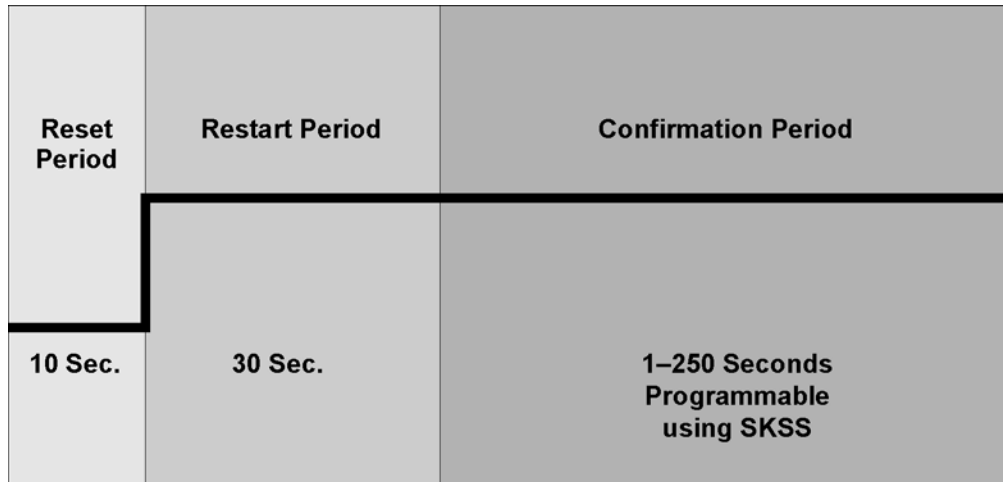 Reset
Period
Restart Period
Confirmation Period
10 Sec.
30 Sec.
1–250 Seconds
Programmable
using SKSS